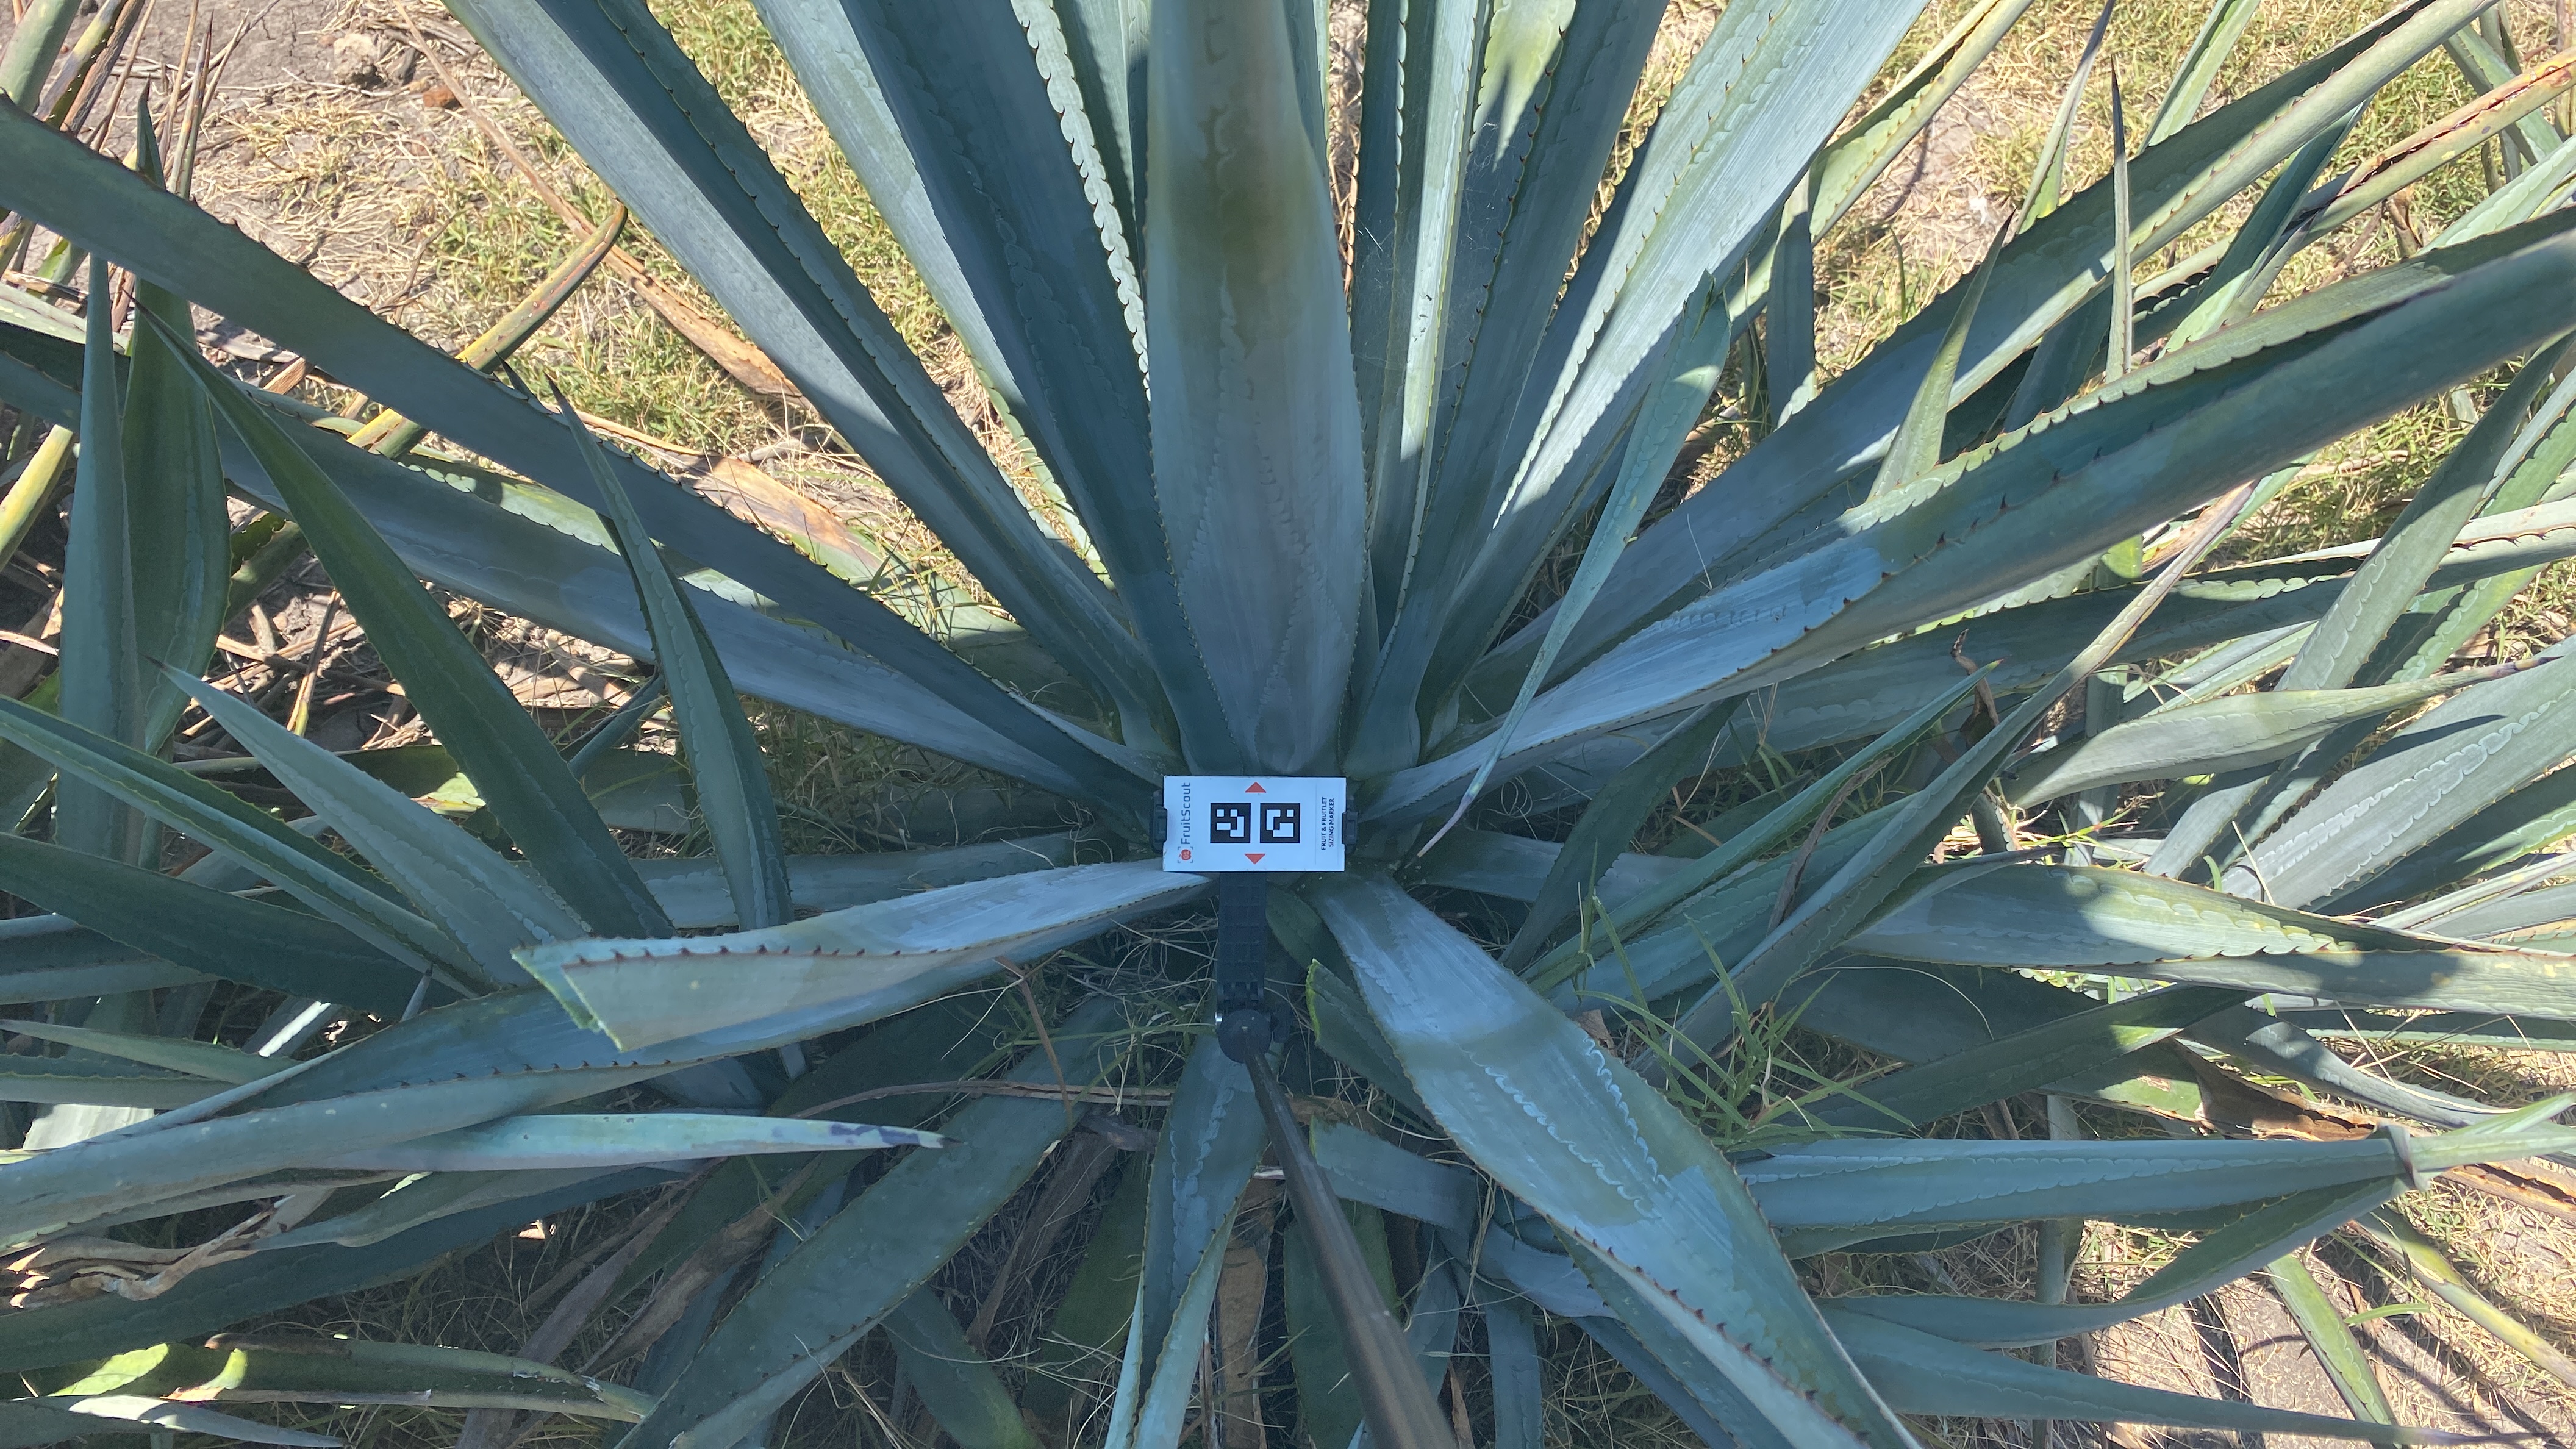 FruitScout
FRUIT & FRUITLET
SIZING MARKER